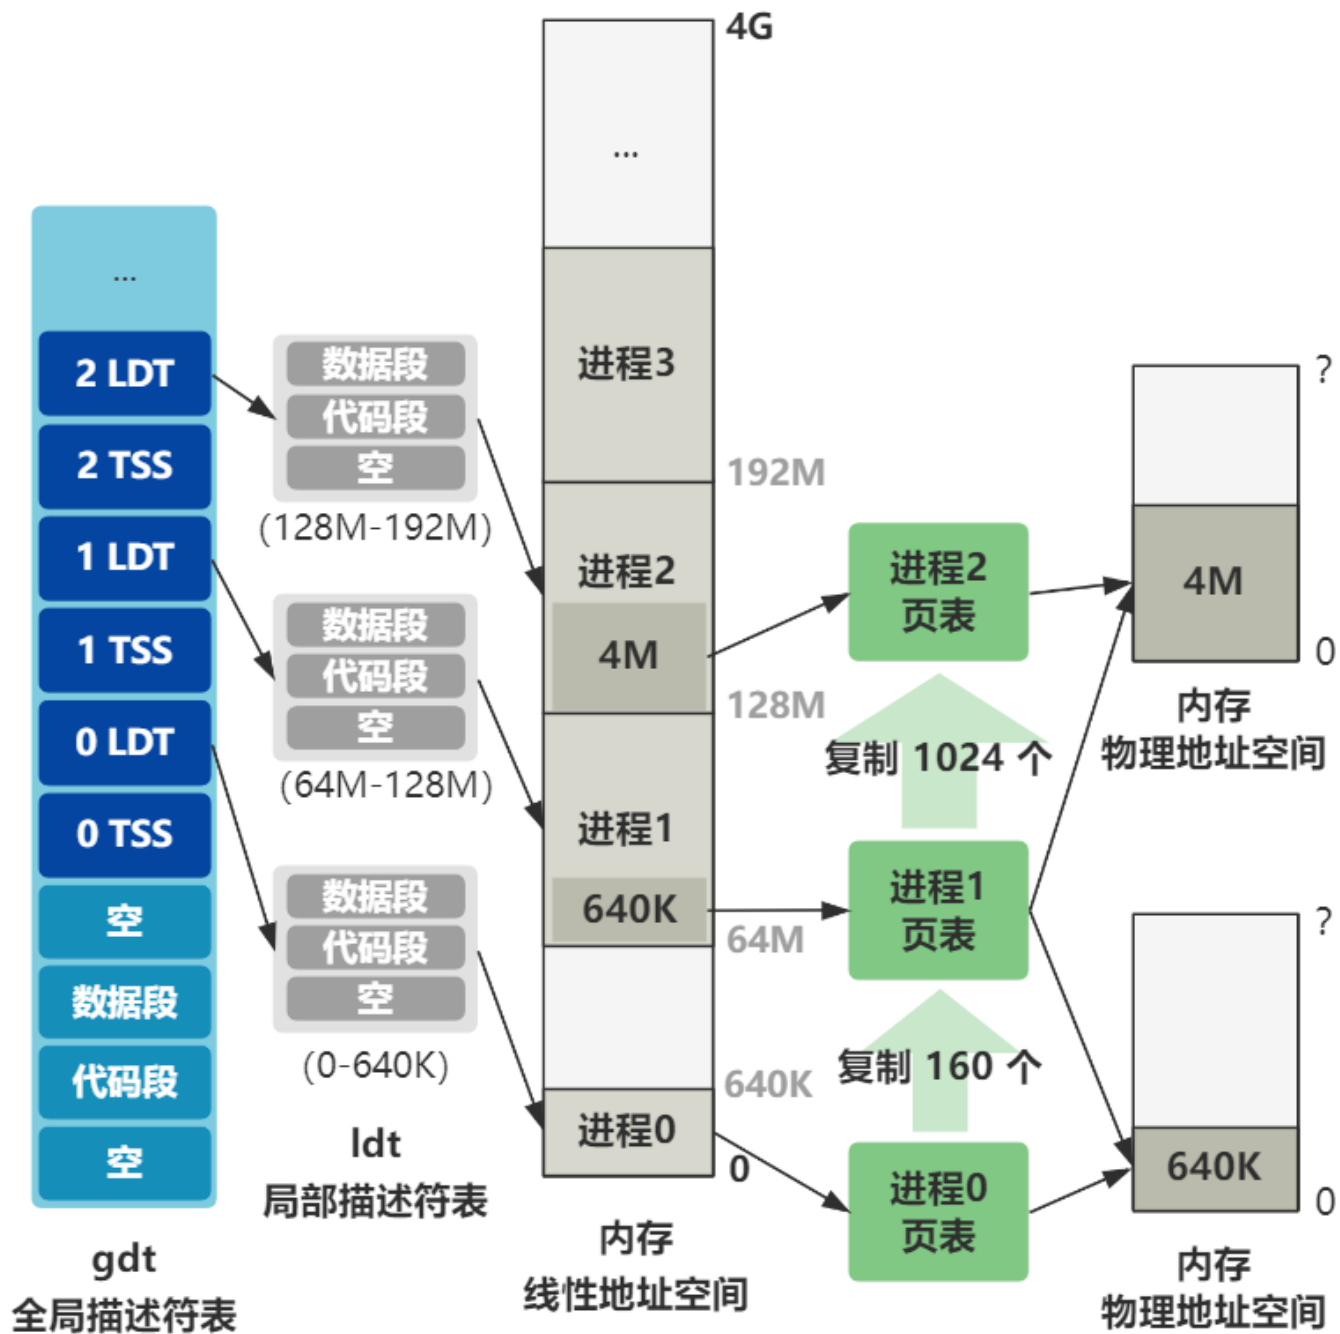 ...
2 LDT
2 TSS
1 LDT
1 TSS
0 LDT
0 TSS
空
数据段
代码段
空
gdt
全局描述符表
数据段
代码段
空
(128M-192M)
数据段
代码段
空
(64M-128M)
数据段
代码段
空
(0-640K)
ldt
局部描述符表
4G
...
进程3
192M
进程2
4M
128M
进程1
640K
64M
640K
进程0
0
内存
线性地址空间
进程2
页表
复制 1024 个
进程1
页表
复制 160 个
进程0
页表
?
4M
0
内存
物理地址空间
?
640K
0
内存
物理地址空间